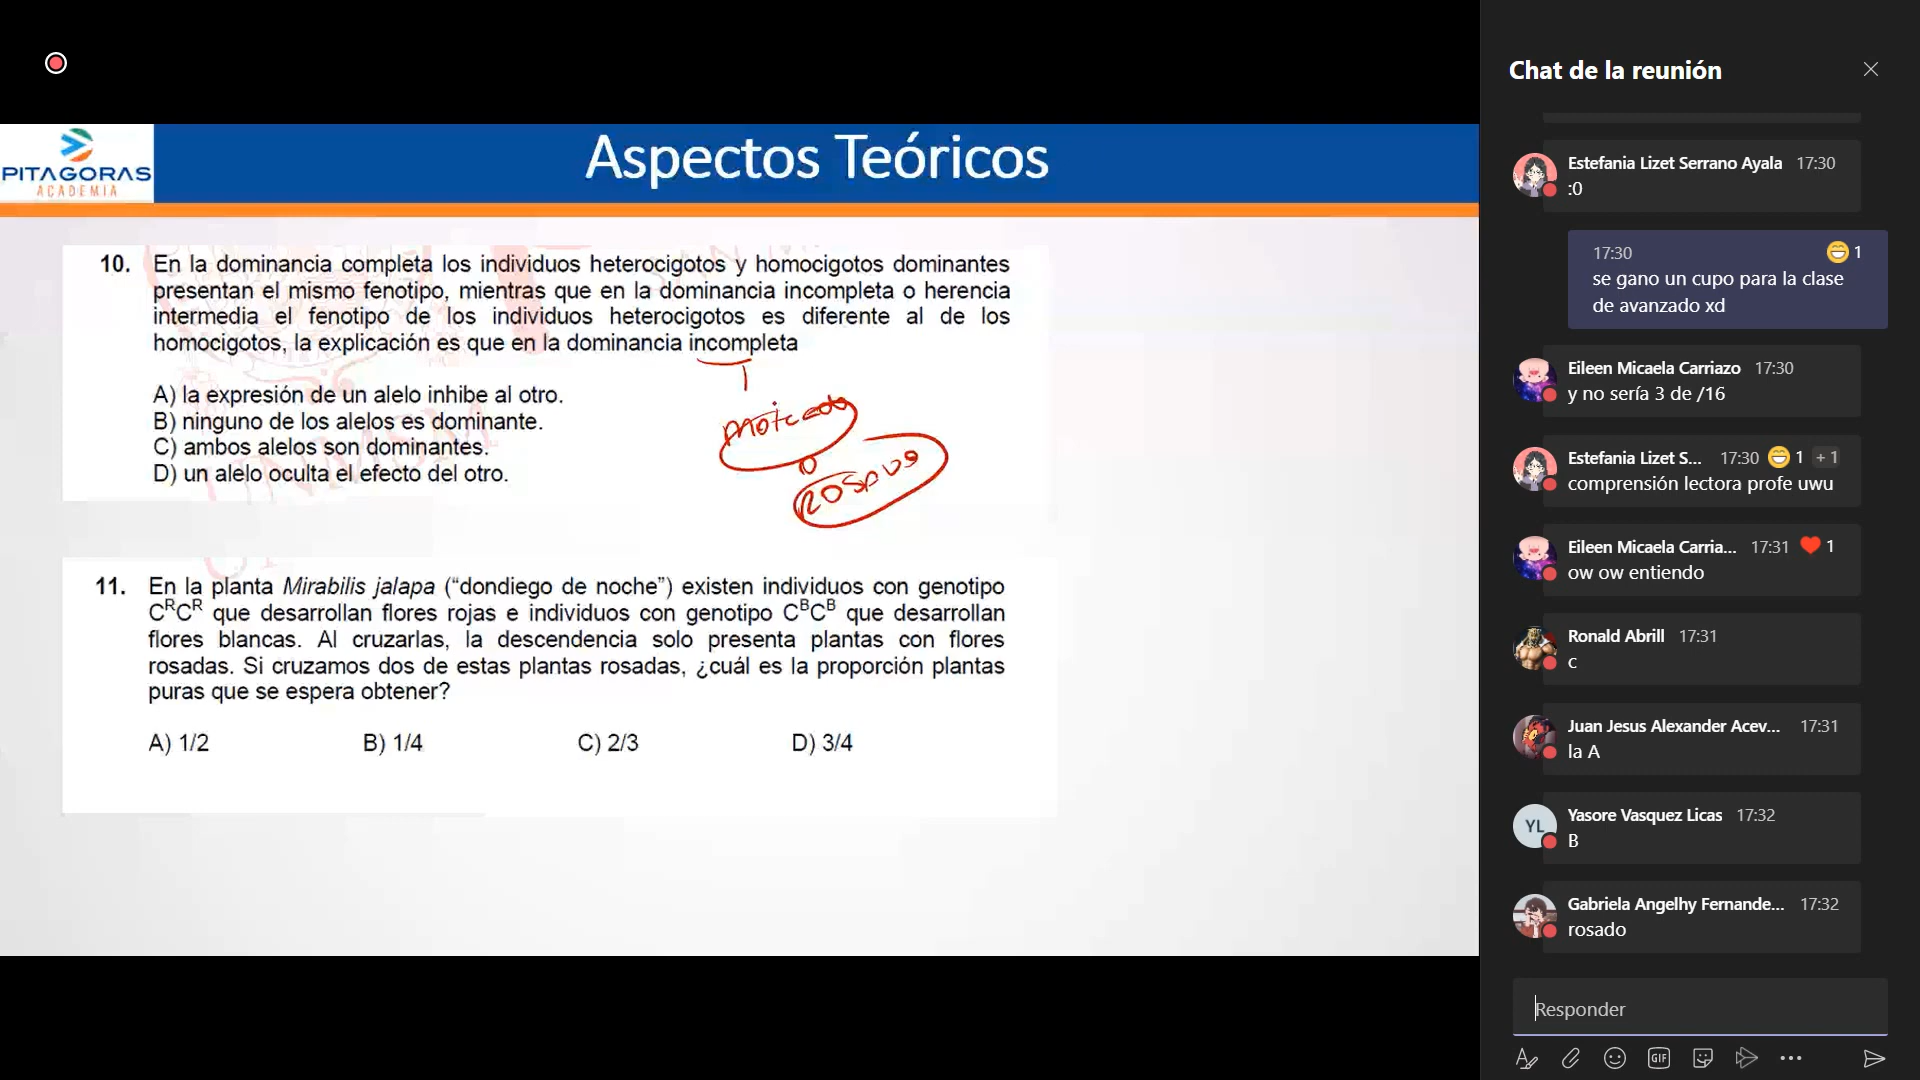 PITAGORAS
ACADEMIA
Aspectos Teóricos
10. En la dominancia completa los individuos heterocigotos y homocigotos dominantes
presentan el mismo fenotipo, mientras que en la dominancia incompleta o herencia
intermedia el fenotipo de los individuos heterocigotos es diferente al de los
homocigotos, la explicación es que en la dominancia incompleta
A) la expresión de un alelo inhibe al otro.
B) ninguno de los alelos es dominante.
C) ambos alelos son dominantes.
D) un alelo oculta el efecto del otro.
11. En la planta Mirabilis jalapa (“dondiego de noche”) existen individuos con genotipo
CᴿCᴿ que desarrollan flores rojas e individuos con genotipo CᴮCᴮ que desarrollan
flores blancas. Al cruzarlas, la descendencia solo presenta plantas con flores
rosadas. Si cruzamos dos de estas plantas rosadas, ¿cuál es la proporción plantas
puras que se espera obtener?
A) 1/2 B) 1/4 C) 2/3 D) 3/4
Chat de la reunión
Estefania Lizet Serrano Ayala 17:30
:0
17:30 1
se gano un cupo para la clase
de avanzado xd
Eileen Micaela Carriazo 17:30
y no sería 3 de /16
Estefania Lizet S... 17:30 1 +1
comprensión lectora profe uwu
Eileen Micaela Carria... 17:31 1
ow ow entiendo
Ronald Abrill 17:31
c
Juan Jesus Alexander Acev... 17:31
la A
YL
Yasore Vasquez Licas 17:32
B
Gabriela Angelhy Fernande... 17:32
rosado
Responder
GIF